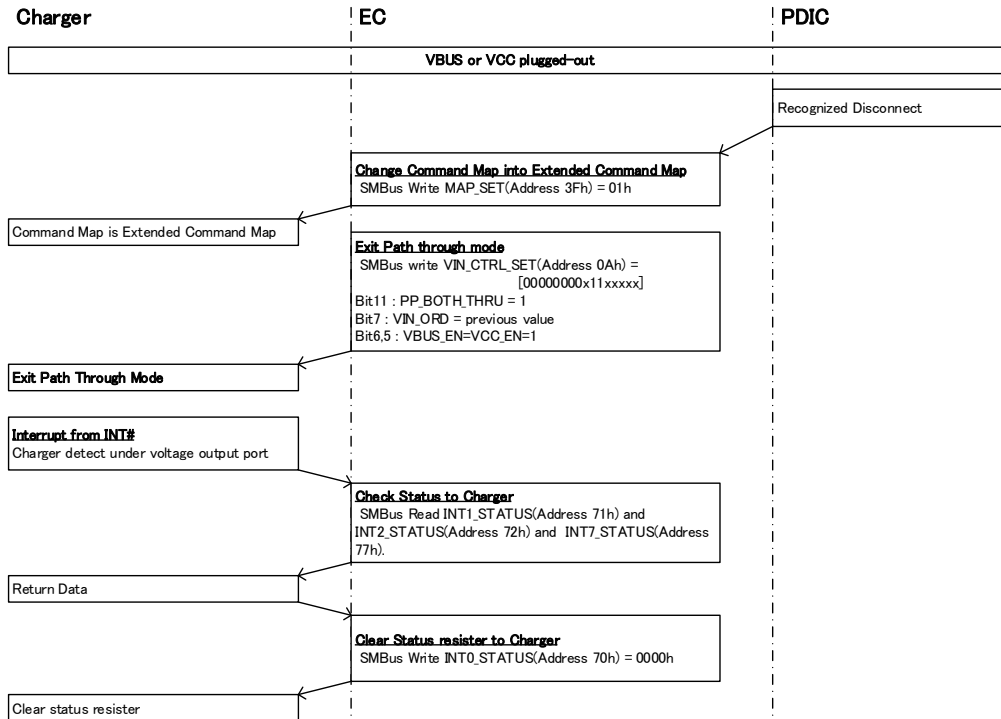 Charger
EC
PDIC
VBUS or VCC plugged-out
Recognized Disconnect
Change Command Map into Extended Command Map
SMBus Write MAP_SET(Address 3Fh) = 01h
Command Map is Extended Command Map
Exit Path through mode
SMBus write VIN_CTRL_SET(Address 0Ah) =
[00000000x11xxxxx]
Bit11 : PP_BOTH_THRU = 1
Bit7 : VIN_ORD = previous value
Bit6,5 : VBUS_EN=VCC_EN=1
Exit Path Through Mode
Interrupt from INT#
Charger detect under voltage output port
Check Status to Charger
SMBus Read INT1_STATUS(Address 71h) and
INT2_STATUS(Address 72h) and INT7_STATUS(Address
77h).
Return Data
Clear Status resister to Charger
SMBus Write INT0_STATUS(Address 70h) = 0000h
Clear status resister